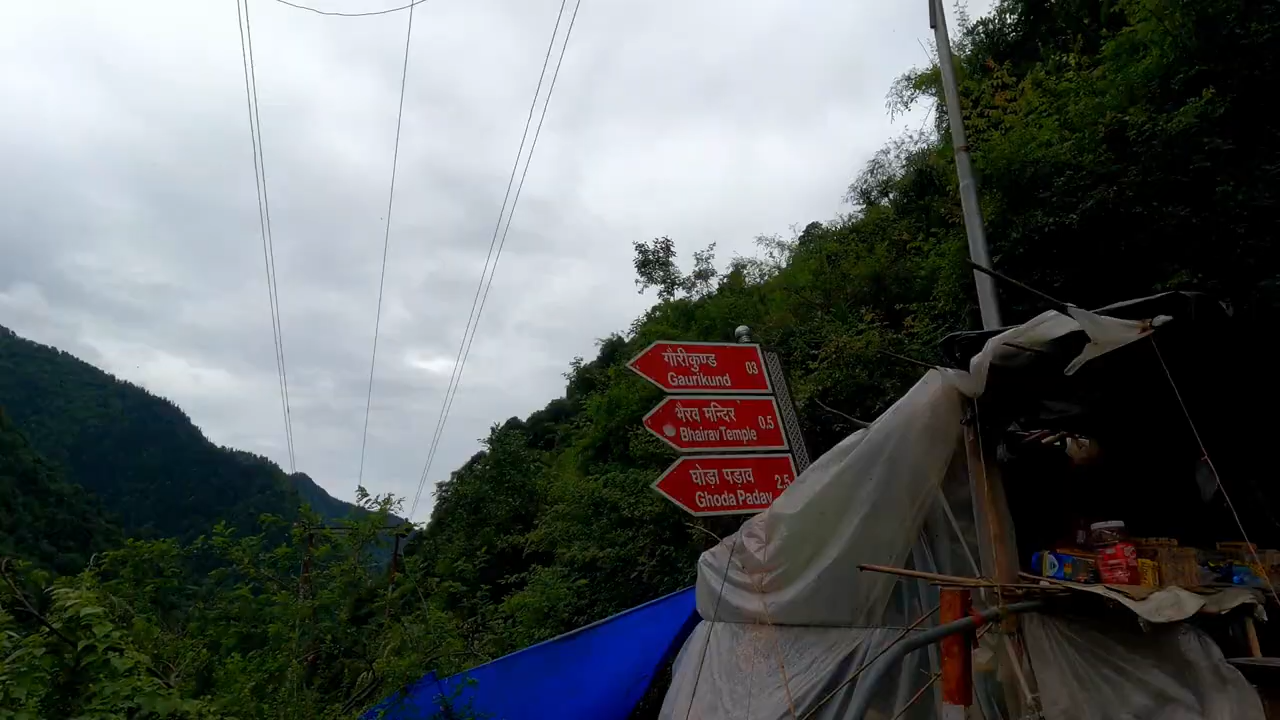 गौरीकुण्ड
Gaurikund
03
भैरव मन्दिर
Bhairav Temple
0.5
घोड़ा पड़ाव
Ghoda Padav
2.5